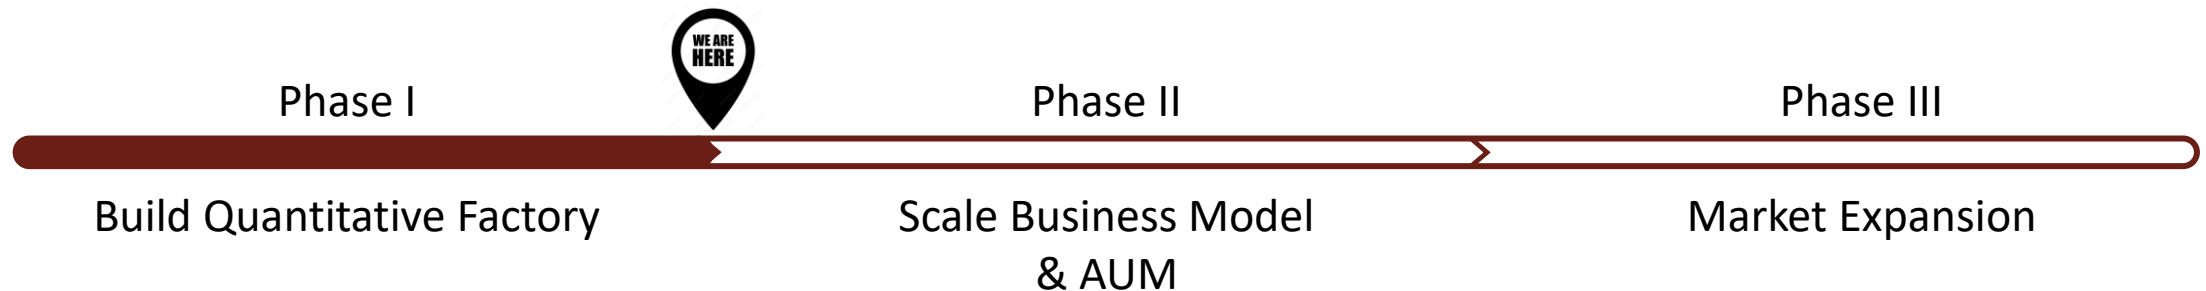 WE ARE
HERE
Phase I
Phase II
Phase III
Build Quantitative Factory
Scale Business Model
& AUM
Market Expansion